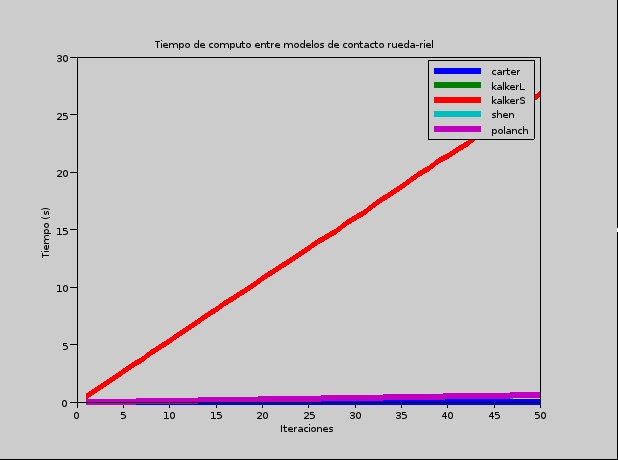 Tiempo de computo entre modelos de contacto rueda-riel
30
25
20
15
10
5
0
Tiempo (s)
carter
kalkerL
kalkerS
shen
polanch
0 5 10 15 20 25 30 35 40 45 50
Iteraciones